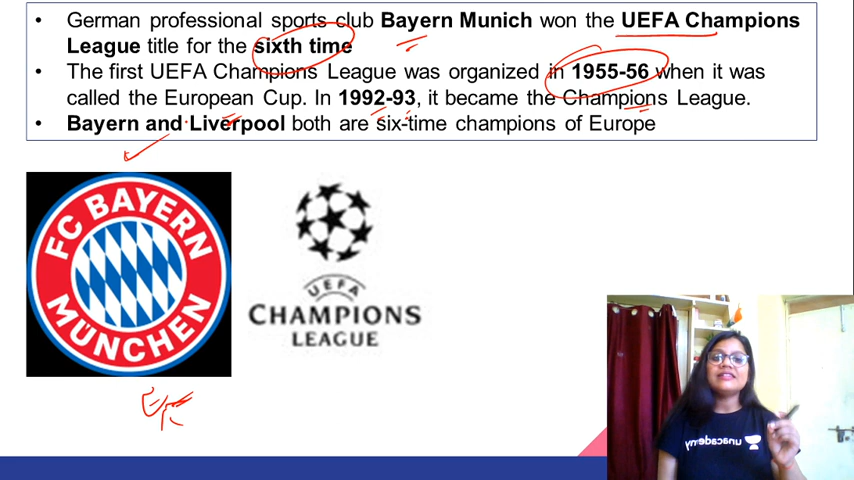 • German professional sports club Bayern Munich won the UEFA Champions
League title for the sixth time
• The first UEFA Champions League was organized in 1955-56 when it was
called the European Cup. In 1992-93, it became the Champions League.
• Bayern and Liverpool both are six-time champions of Europe
FC BAYERN
MÜNCHEN
UEFA
CHAMPIONS
LEAGUE
unacademy